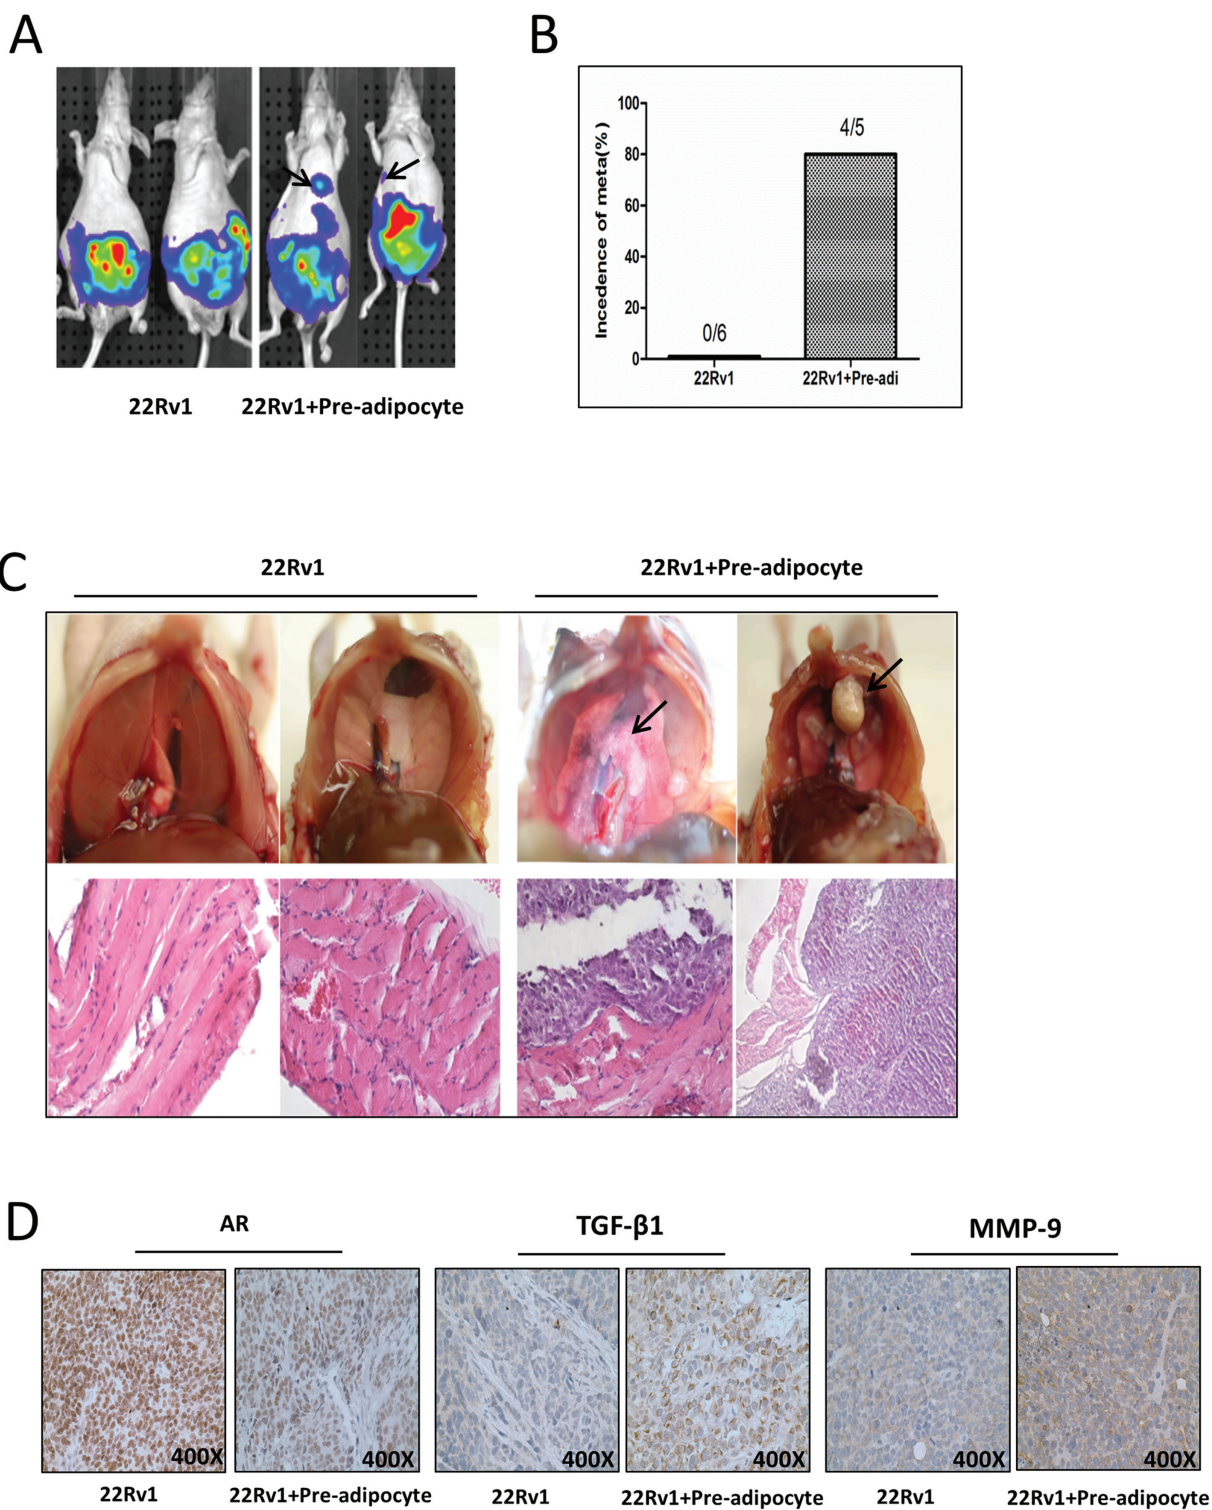 A
22Rv1
22Rv1+Pre-adipocyte
B
Incedence of meta(%)
100
80
60
40
20
0
0/6
4/5
22Rv1
22Rv1+Pre-adi
C
22Rv1
22Rv1+Pre-adipocyte
D
AR
TGF-β1
MMP-9
400X
400X
400X
400X
400X
400X
22Rv1
22Rv1+Pre-adipocyte
22Rv1
22Rv1+Pre-adipocyte
22Rv1
22Rv1+Pre-adipocyte